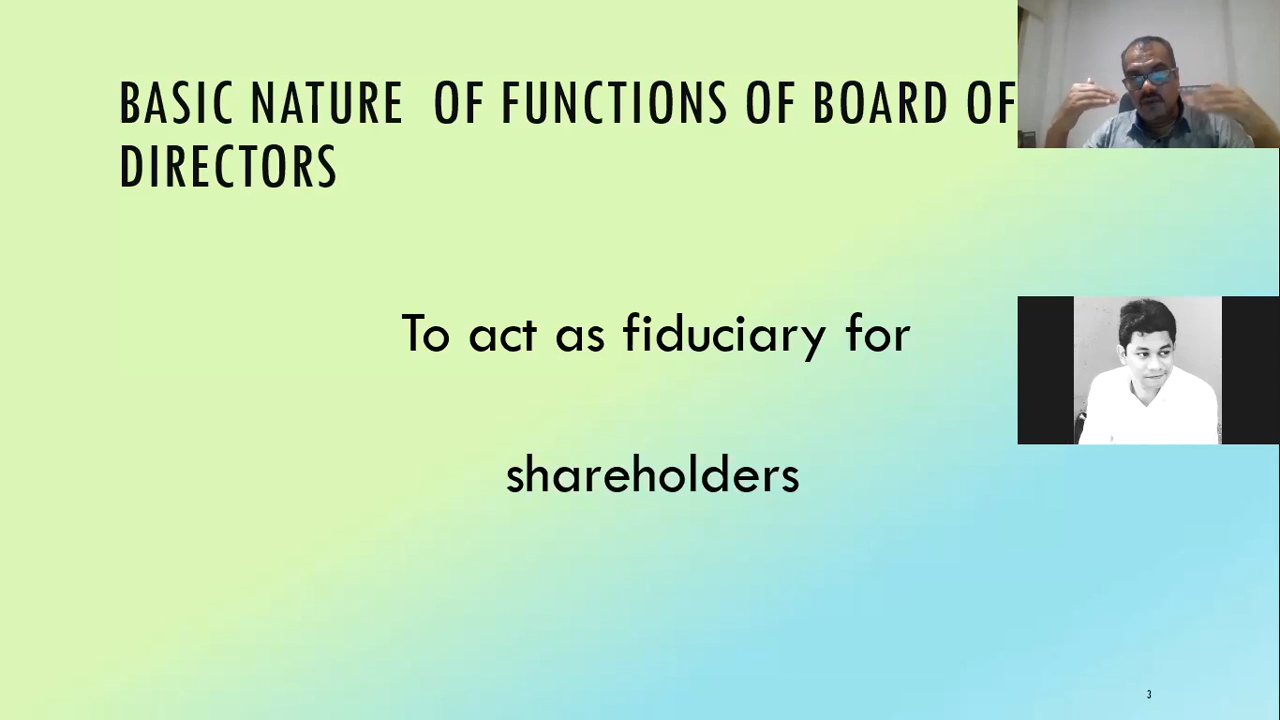 BASIC NATURE OF FUNCTIONS OF BOARD OF
DIRECTORS
To act as fiduciary for
shareholders
3